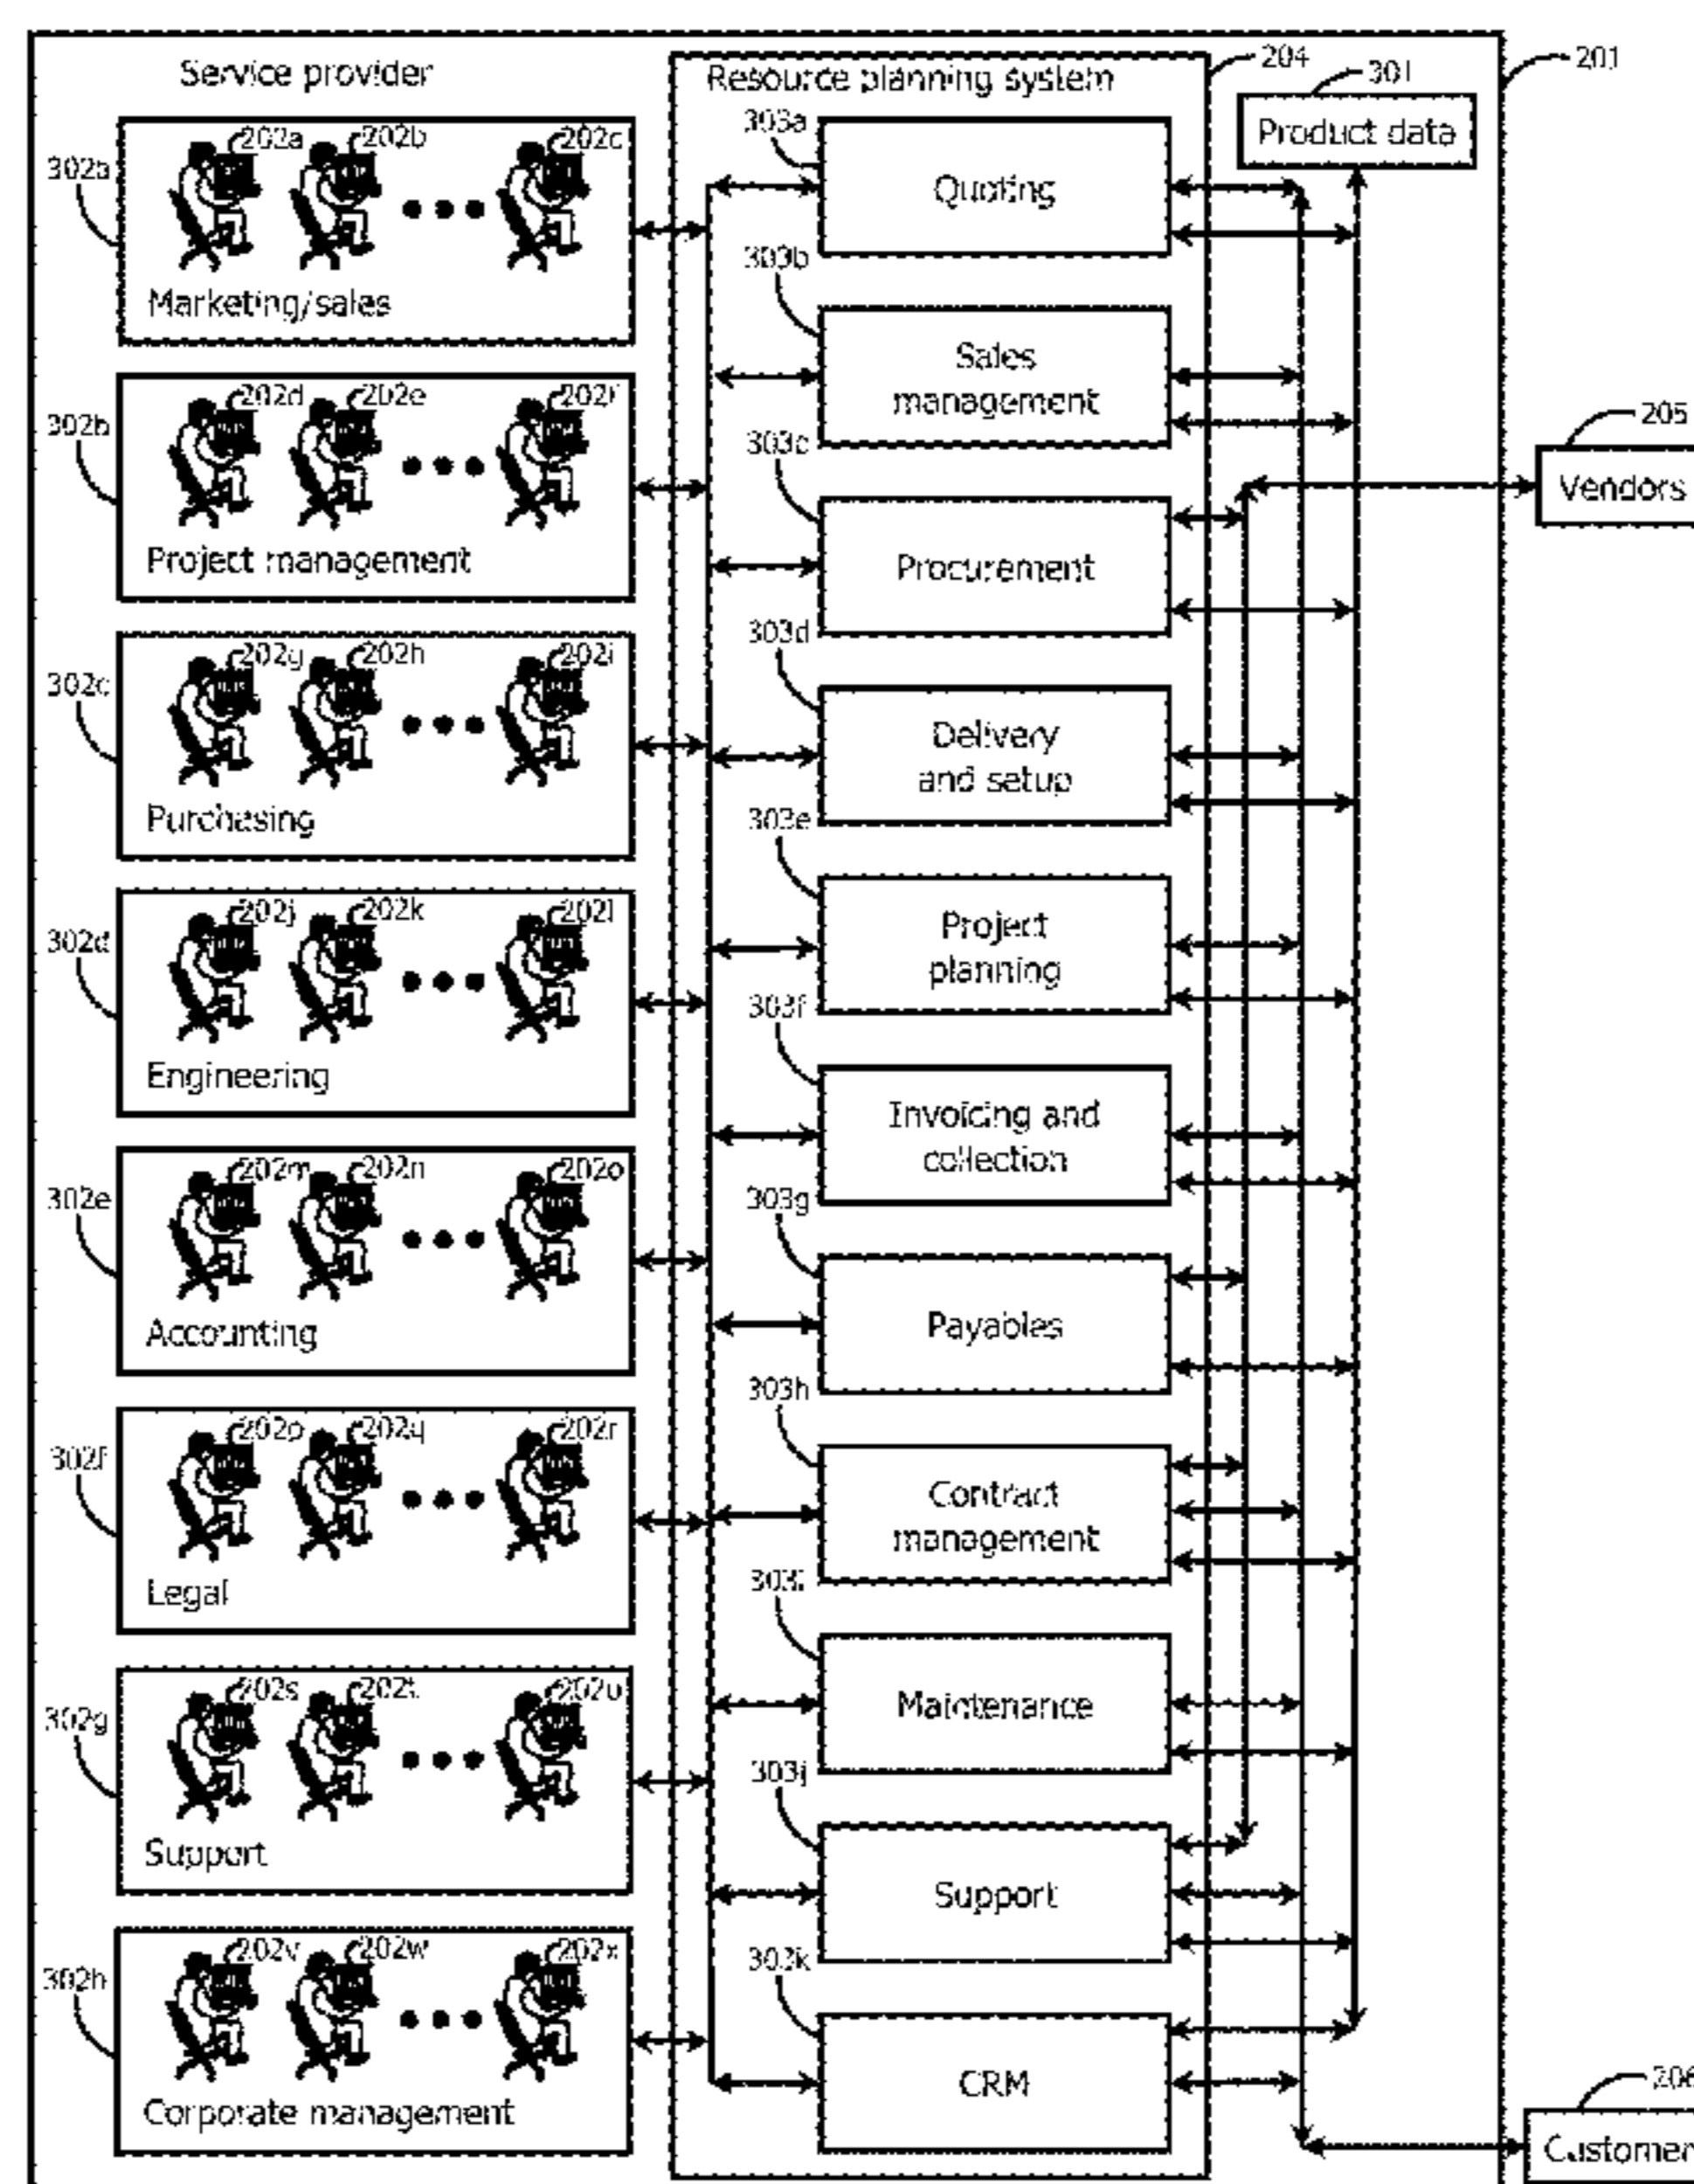 Service provider
Resource planning system
204
301
201
Product data
302a
202a
202b
202c
Marketing/sales
303a
Quoting
303b
Sales
management
302b
202d
202e
202f
Project management
303c
Procurement
205
Vendors
302c
202g
202h
202i
Purchasing
303d
Delivery
and setup
302d
202j
202k
202l
Engineering
303e
Project
planning
303f
Invoicing and
collection
302e
202m
202n
202o
Accounting
303g
Payables
302f
202p
202q
202r
Legal
303h
Contract
management
302g
202s
202t
202u
Support
303i
Maintenance
303j
Support
302h
202v
202w
202x
Corporate management
303k
CRM
206
Customer